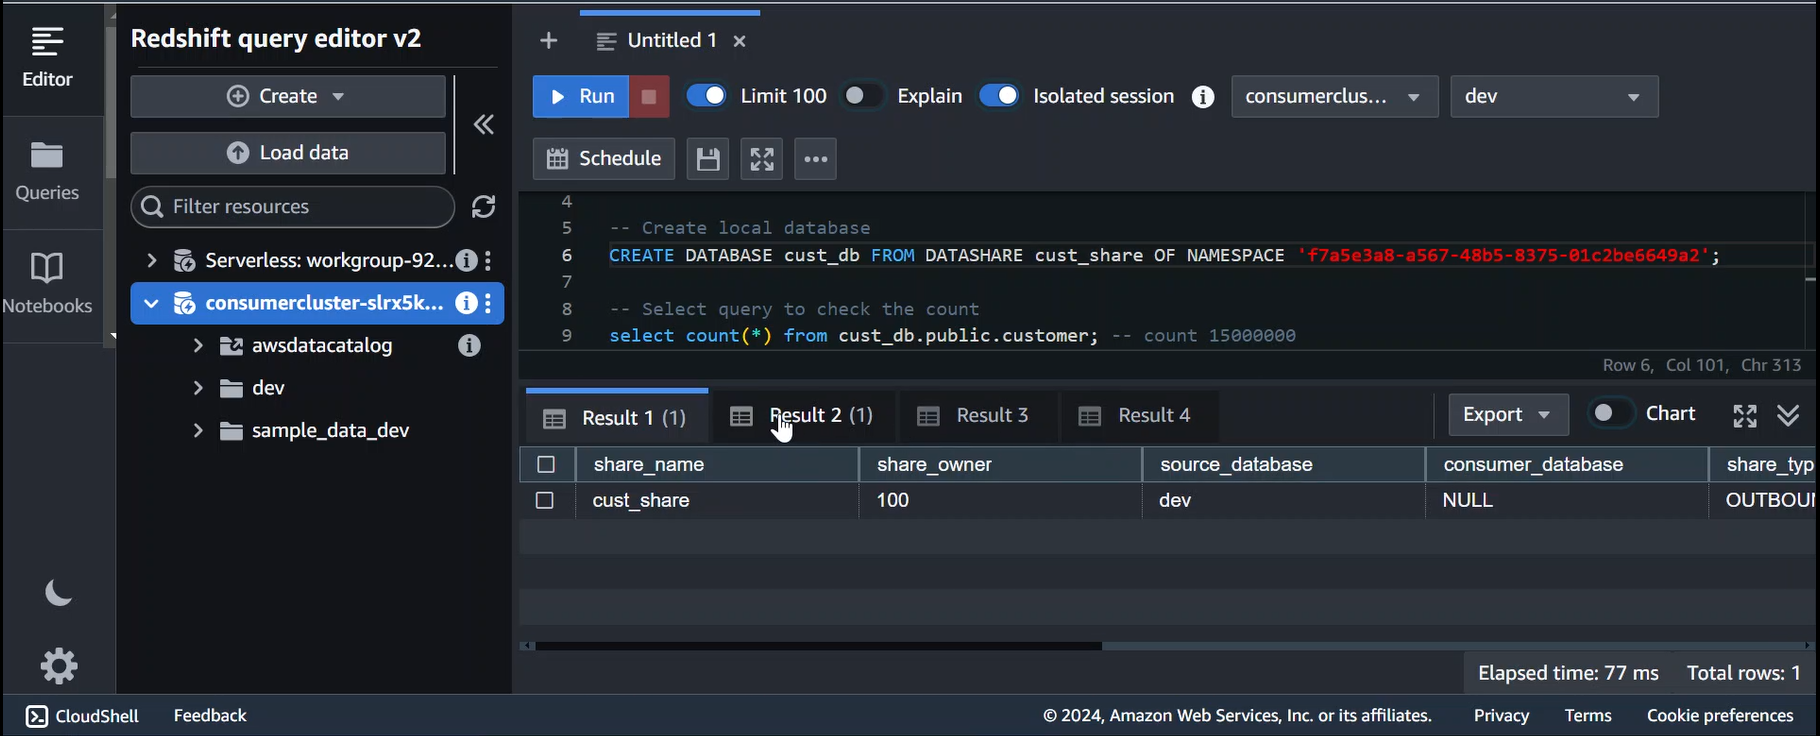 Redshift query editor v2
Editor
Queries
Notebooks
Create
Load data
Filter resources
Serverless: workgroup-92...
consumercluster-slrx5k...
awsdatacatalog
dev
sample_data_dev
Untitled 1
Run
Limit 100
Explain
Isolated session
consumerclus...
dev
Schedule
4
5 -- Create local database
6 CREATE DATABASE cust_db FROM DATASHARE cust_share OF NAMESPACE 'f7a5e3a8-a567-48b5-8375-01c2be6649a2';
7
8 -- Select query to check the count
9 select count(*) from cust_db.public.customer; -- count 15000000
Row 6, Col 101, Chr 313
Result 1 (1) Result 2 (1) Result 3 Result 4 Export Chart
share_name share_owner source_database consumer_database share_typ
cust_share 100 dev NULL OUTBOU
Elapsed time: 77 ms Total rows: 1
CloudShell Feedback © 2024, Amazon Web Services, Inc. or its affiliates. Privacy Terms Cookie preferences